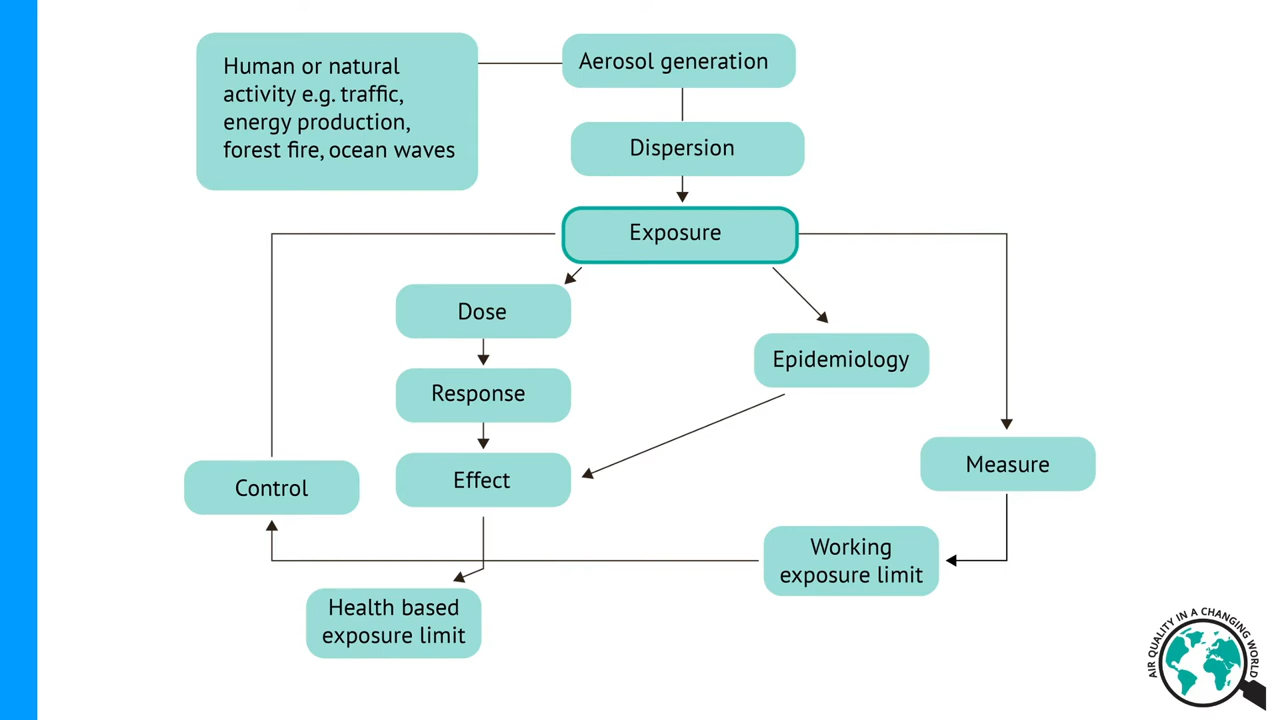 Human or natural
activity e.g. traffic,
energy production,
forest fire, ocean waves
Aerosol generation
Dispersion
Exposure
Dose
Response
Effect
Epidemiology
Measure
Control
Working
exposure limit
Health based
exposure limit
AIR QUALITY IN A CHANGING WORLD